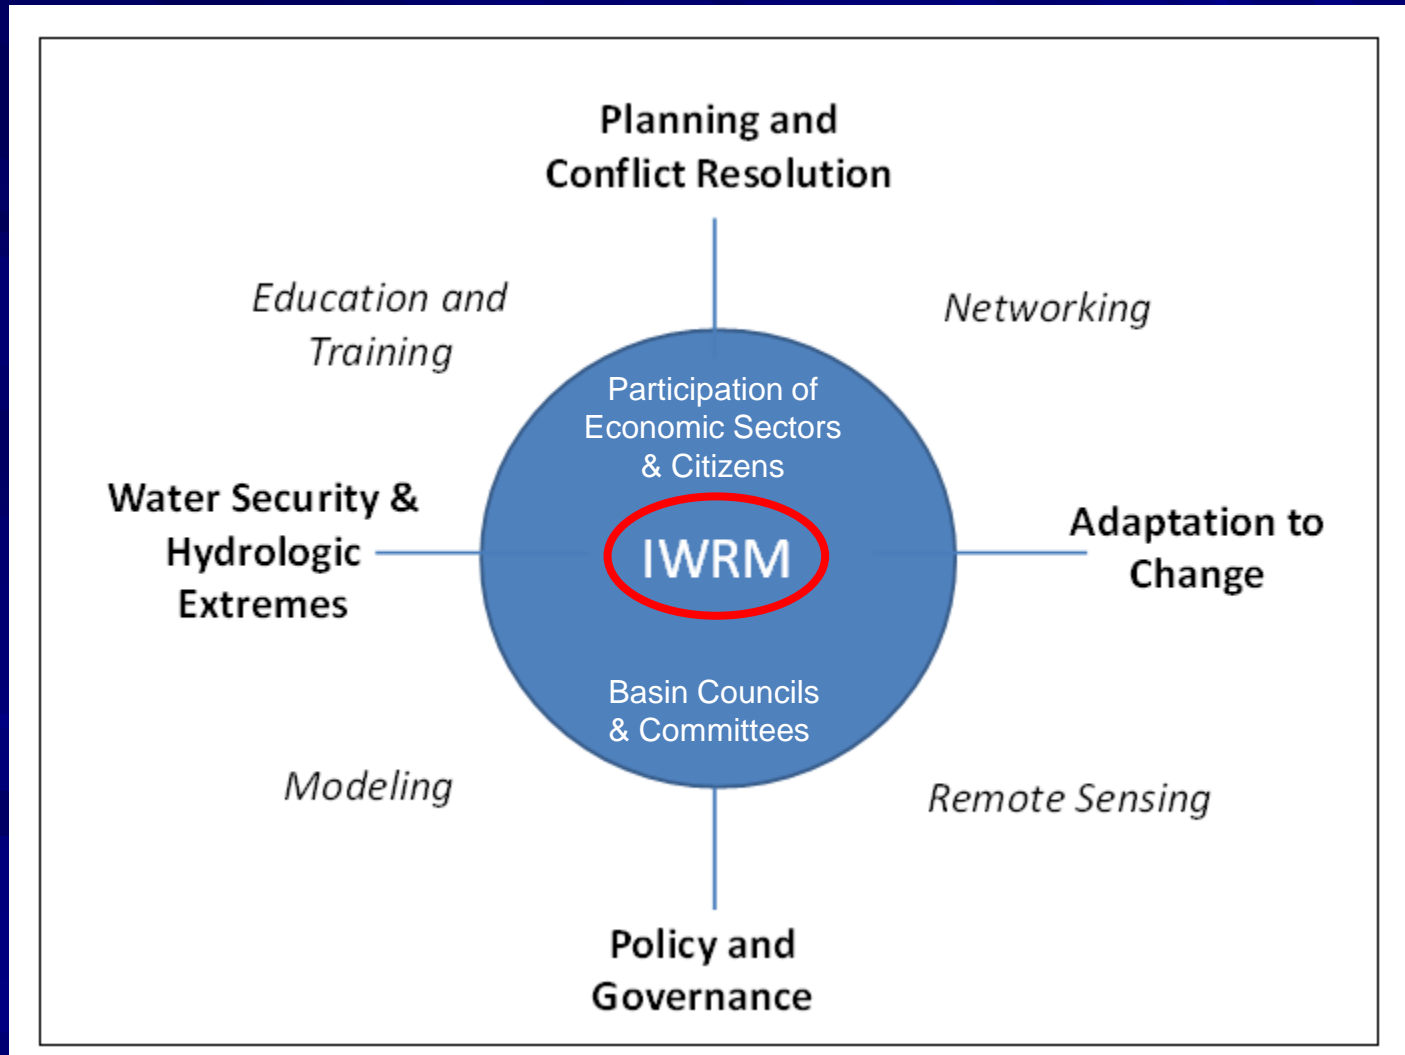 Planning and
Conflict Resolution
Education and
Training
Networking
Participation of
Economic Sectors
& Citizens
Water Security &
Hydrologic
Extremes
IWRM
Adaptation to
Change
Basin Councils
& Committees
Modeling
Remote Sensing
Policy and
Governance